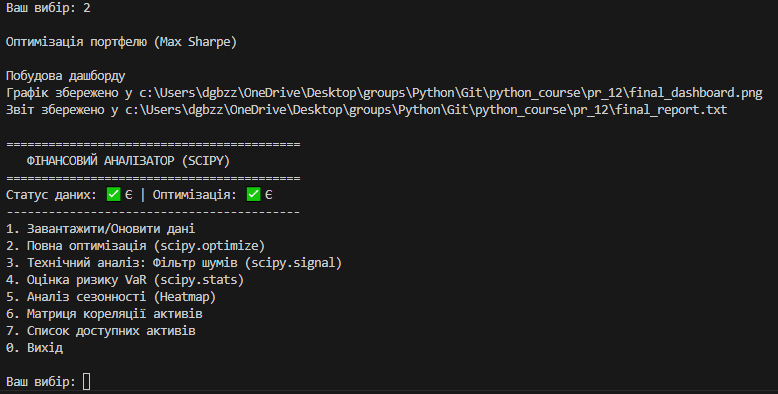 Ваш вибір: 2
Оптимізація портфелю (Max Sharpe)
Побудова дашборду
Графік збережено у c:\Users\dgbzz\OneDrive\Desktop\groups\Python\Git\python_course\pr_12\final_dashboard.png
Звіт збережено у c:\Users\dgbzz\OneDrive\Desktop\groups\Python\Git\python_course\pr_12\final_report.txt
==========================================
ФІНАНСОВИЙ АНАЛІЗАТОР (SCIPY)
==========================================
Статус даних: ✅ Є | Оптимізація: ✅ Є
------------------------------------------
1. Завантажити/Оновити дані
2. Повна оптимізація (scipy.optimize)
3. Технічний аналіз: Фільтр шумів (scipy.signal)
4. Оцінка ризику VaR (scipy.stats)
5. Аналіз сезонності (Heatmap)
6. Матриця кореляції активів
7. Список доступних активів
0. Вихід
Ваш вибір: